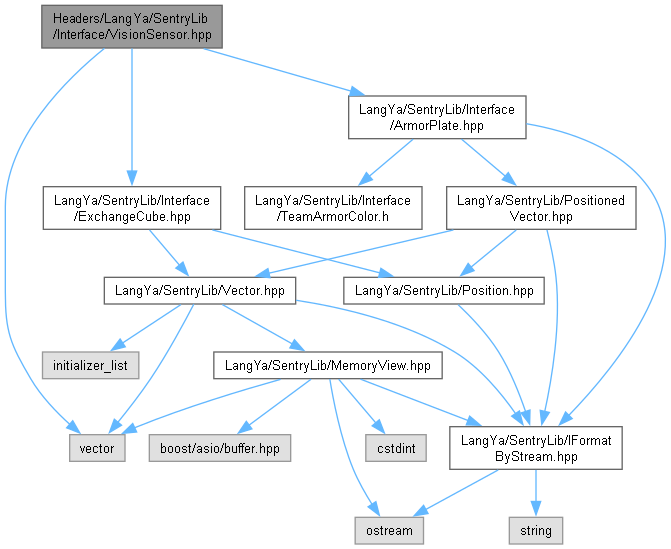 Headers/LangYa/SentryLib
/Interface/VisionSensor.hpp
LangYa/SentryLib/Interface
/ArmorPlate.hpp
LangYa/SentryLib/Interface
/ExchangeCube.hpp
LangYa/SentryLib/Interface
/TeamArmorColor.h
LangYa/SentryLib/Positioned
Vector.hpp
LangYa/SentryLib/Vector.hpp
LangYa/SentryLib/Position.hpp
initializer_list
LangYa/SentryLib/MemoryView.hpp
vector
boost/asio/buffer.hpp
cstdint
LangYa/SentryLib/IFormat
ByStream.hpp
ostream
string